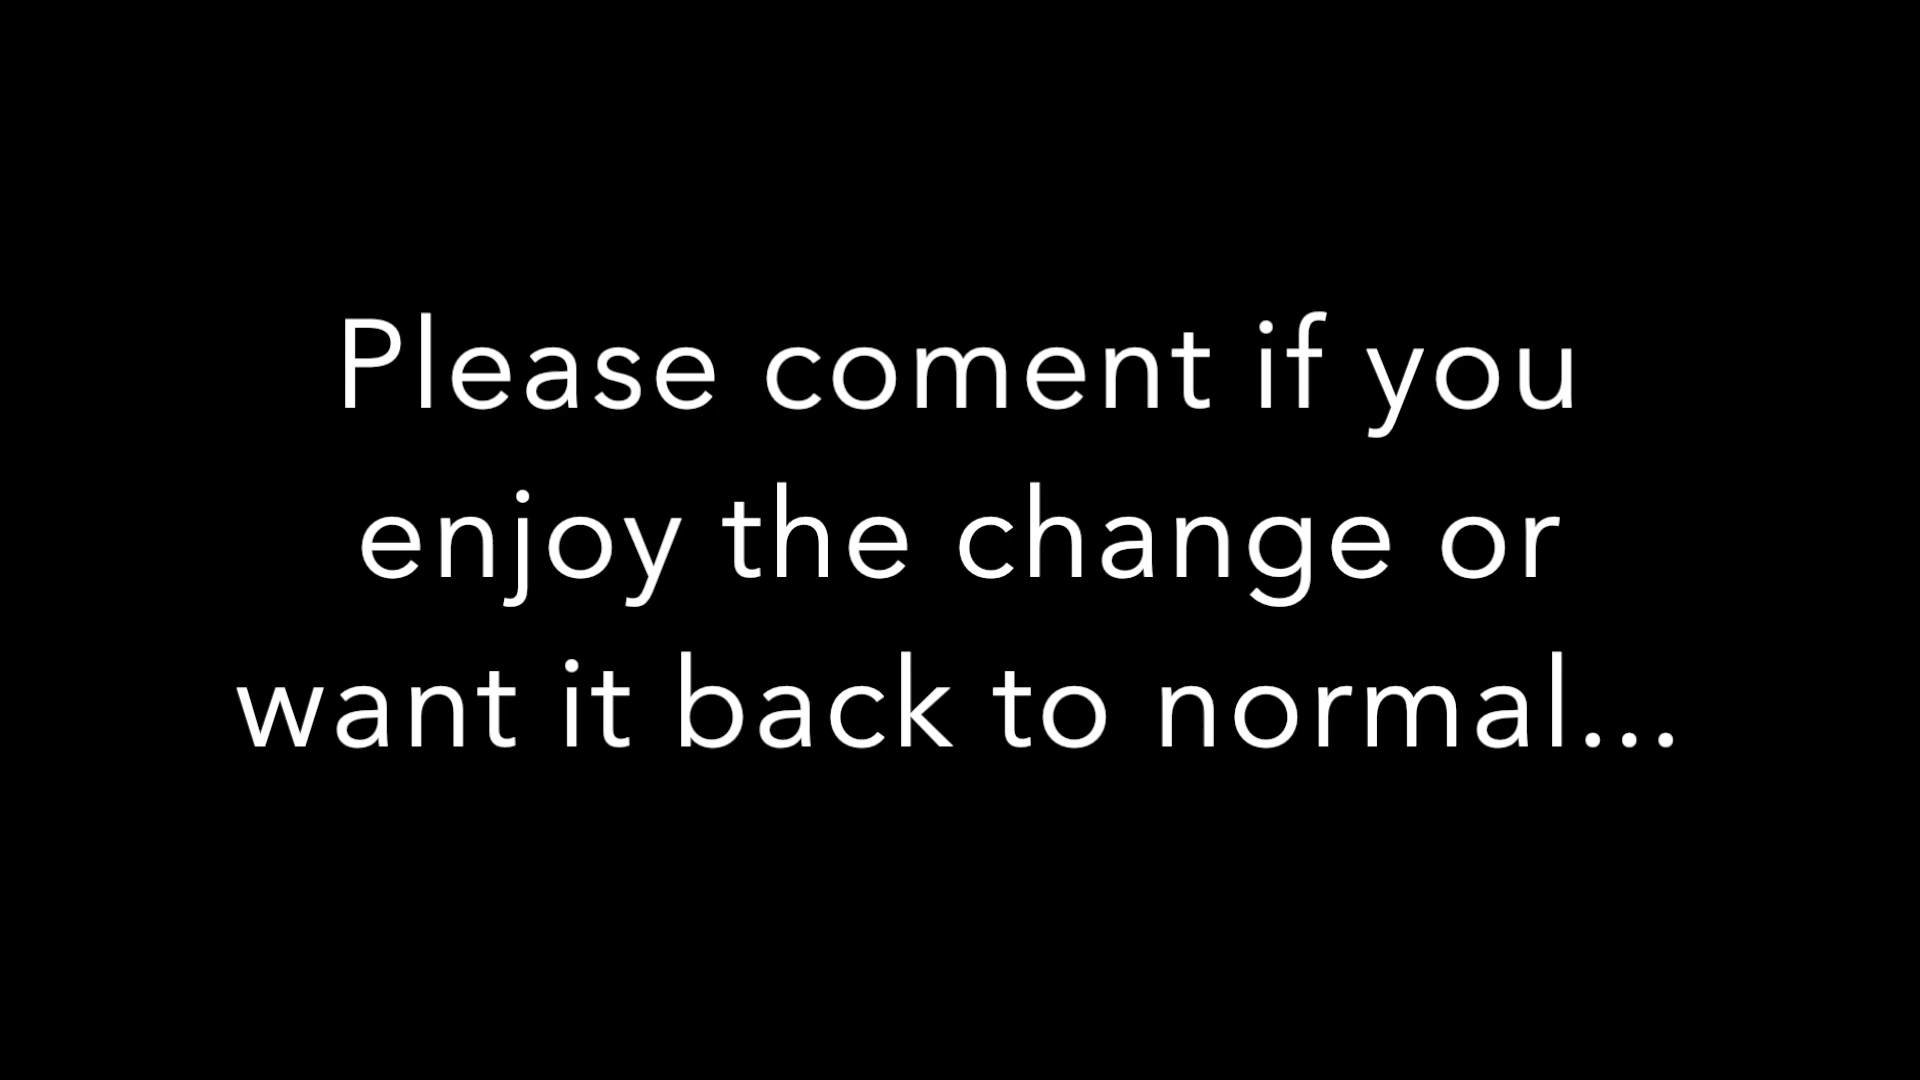 Please coment if you
enjoy the change or
want it back to normal...